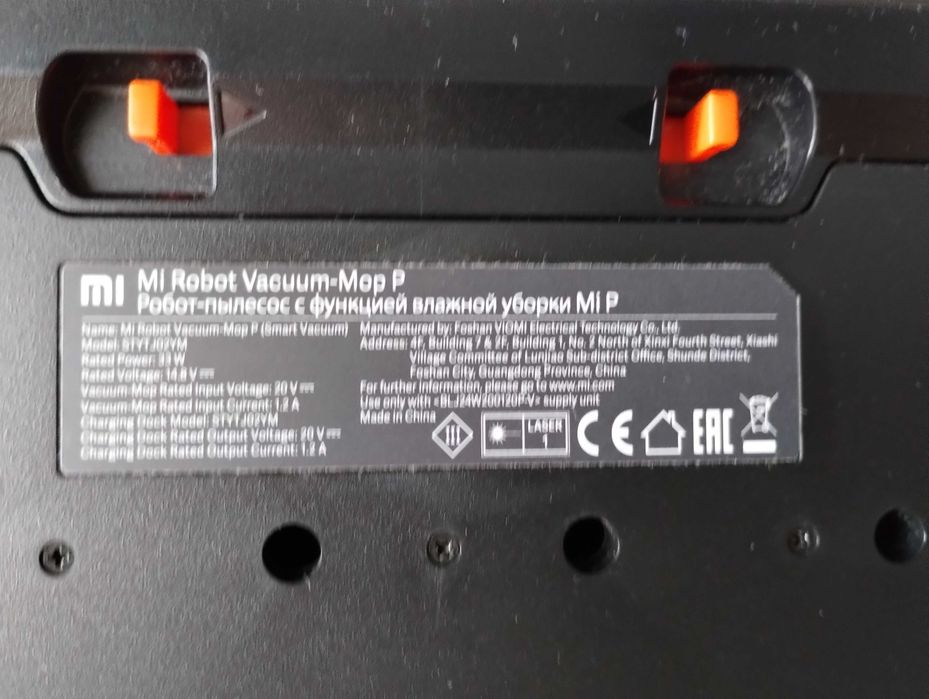 mi
Mi Robot Vacuum-Mop P
Робот-пылесос с функцией влажной уборки Mi P
Name: Mi Robot Vacuum-Mop P (Smart Vacuum)
Model: STYTJ02YM
Rated Power: 33 W
Rated Voltage: 14.8 V
Vacuum-Mop Rated Input Voltage: 20 V
Vacuum-Mop Rated Input Current: 1.2 A
Charging Dock Model: STYTJ02YM
Charging Dock Rated Output Voltage: 20 V
Charging Dock Rated Output Current: 1.2 A
Manufactured by: Foshan VIOMI Electrical Technology Co., Ltd.
Address: 4F, Building 7 & 2F, Building 1, No. 2 North of Xinxi Fourth Street, Xiashi
Village Committee of Lunjiao Sub-district Office, Shunde District,
Foshan City, Guangdong Province, China
For further information, please go to www.mi.com
Use only with <BLJ24W200120P-V> supply unit
Made in China
III
LASER
1
CE
EAC